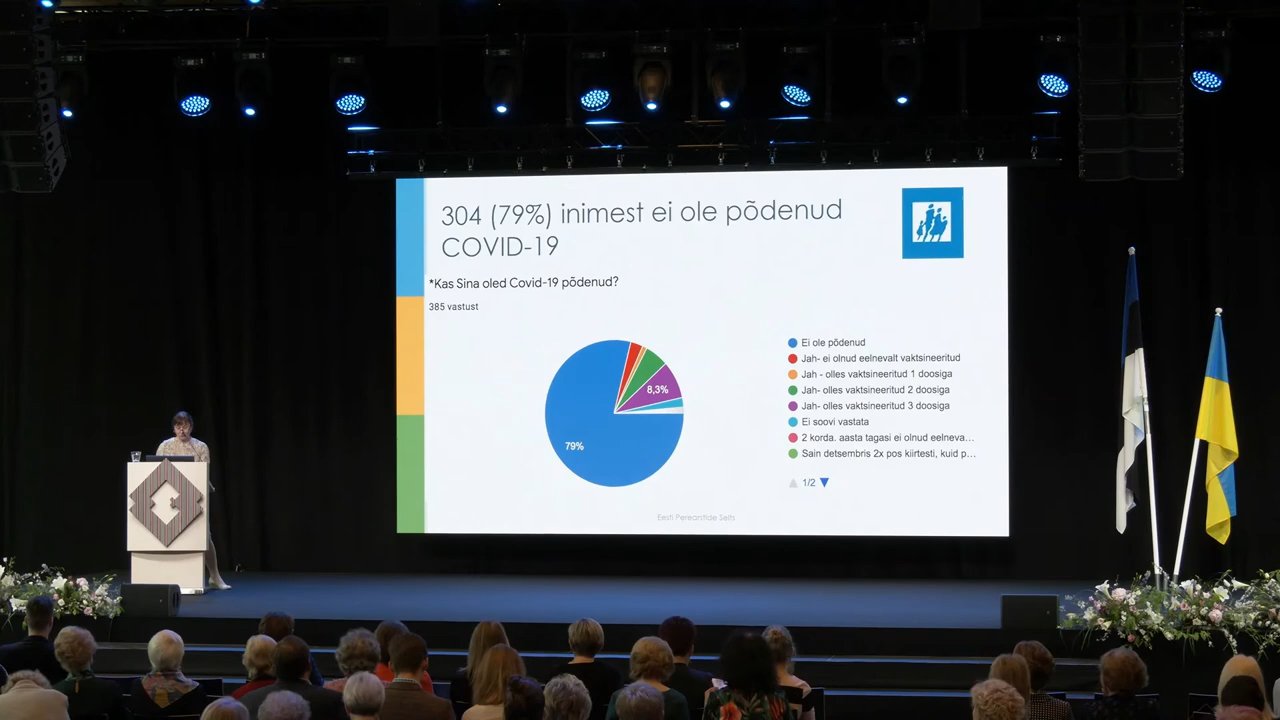 304 (79%) inimest ei ole põdenud
COVID-19
*Kas Sina oled Covid-19 põdenud?
385 vastust
8,3%
79%
Ei ole põdenud
Jah- ei olnud eelnevalt vaktsineeritud
Jah - olles vaktsineeritud 1 doosiga
Jah- olles vaktsineeritud 2 doosiga
Jah- olles vaktsineeritud 3 doosiga
Ei soovi vastata
2 korda. aasta tagasi ei olnud eelneva...
Sain detsembris 2x pos kiirtesti, kuid p...
1/2
Eesti Perearstide Selts